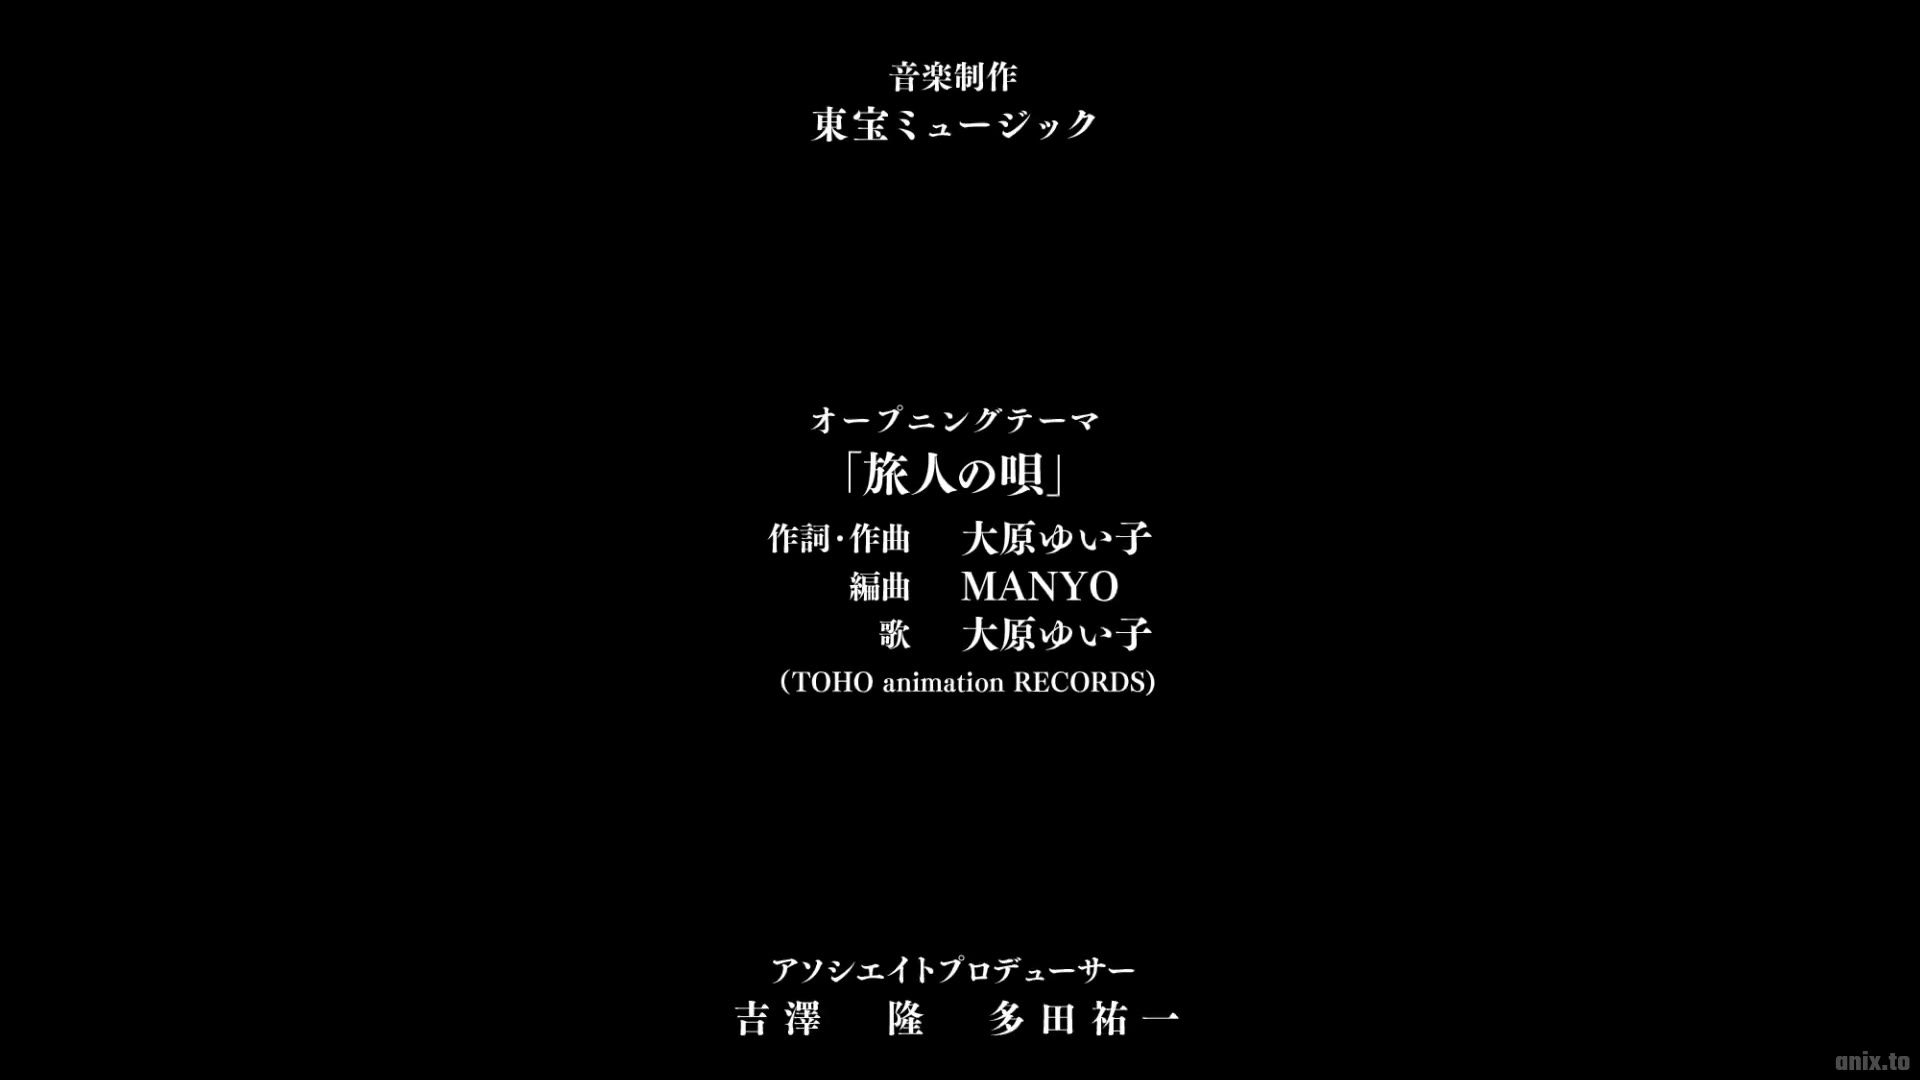 音楽制作
東宝ミュージック
オープニングテーマ
「旅人の唄」
作詞・作曲 大原ゆい子
編曲 MANYO
歌 大原ゆい子
(TOHO animation RECORDS)
アソシエイトプロデューサー
吉澤 隆 多田祐一
anix.to